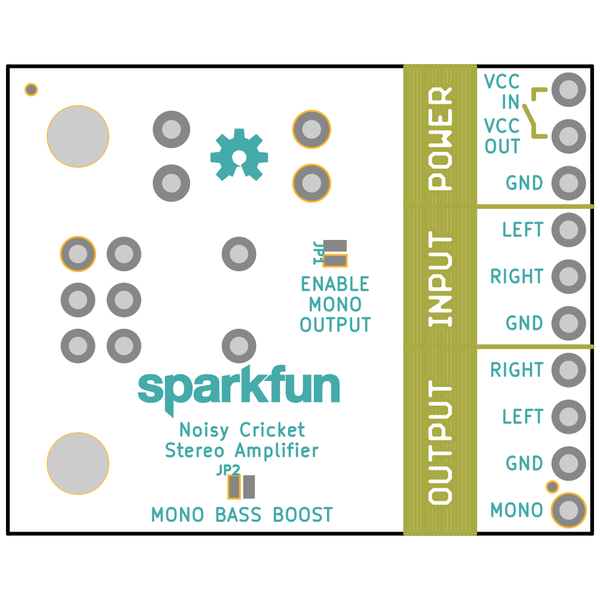 VCC
IN
VCC
OUT
GND
POWER
LEFT
RIGHT
GND
INPUT
JP1
ENABLE
MONO
OUTPUT
RIGHT
LEFT
GND
MONO
OUTPUT
sparkfun
Noisy Cricket
Stereo Amplifier
JP2
MONO BASS BOOST